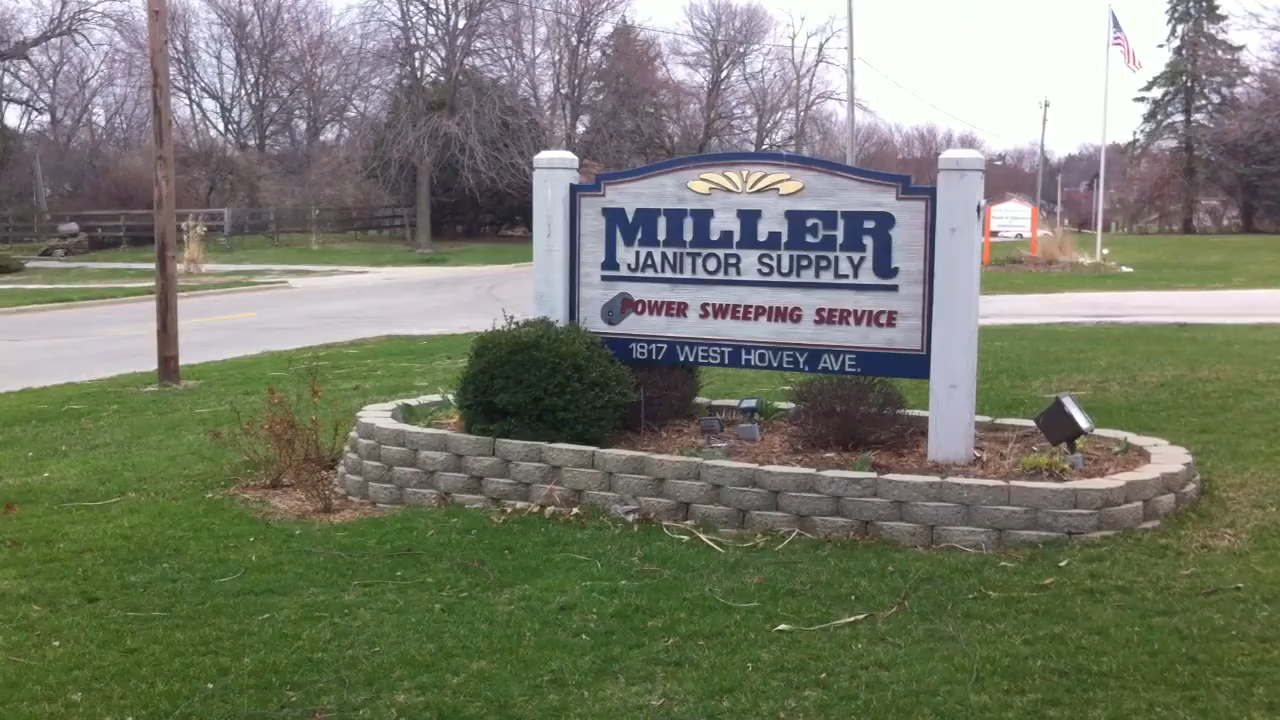 MILLER
JANITOR SUPPLY
POWER SWEEPING SERVICE
1817 WEST HOVEY, AVE.